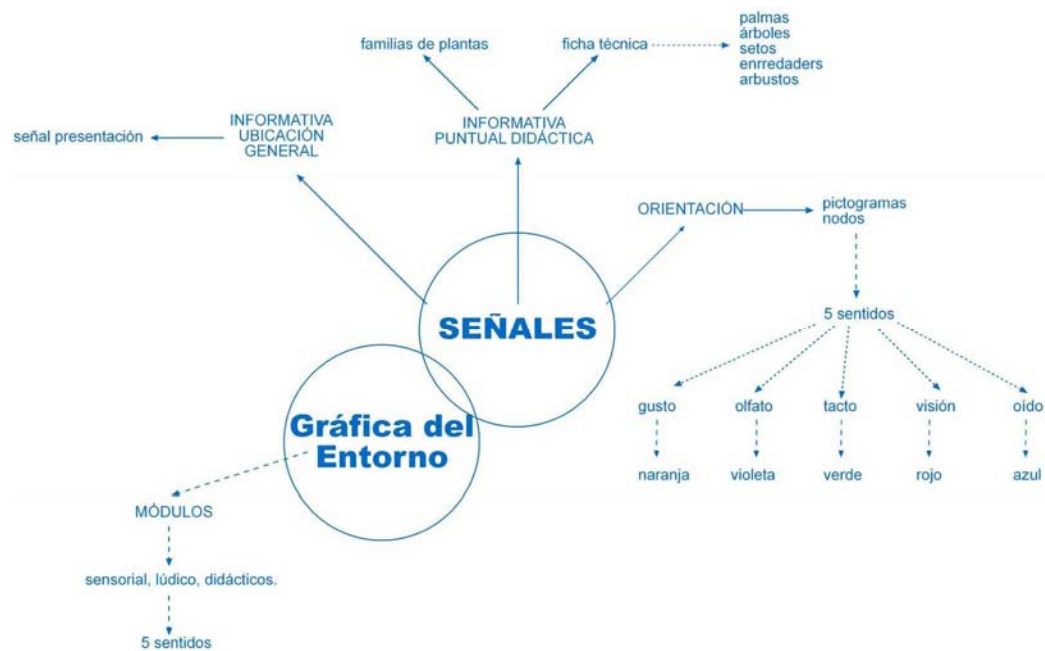 palmas
árboles
setos
enrredaders
arbustos
familias de plantas
ficha técnica
INFORMATIVA
UBICACIÓN
GENERAL
INFORMATIVA
PUNTUAL DIDÁCTICA
señal presentación
ORIENTACIÓN
pictogramas
nodos
5 sentidos
SEÑALES
gusto
olfato
tacto
visión
oído
naranja
violeta
verde
rojo
azul
Gráfica del
Entorno
MÓDULOS
sensorial, lúdico, didácticos.
5 sentidos